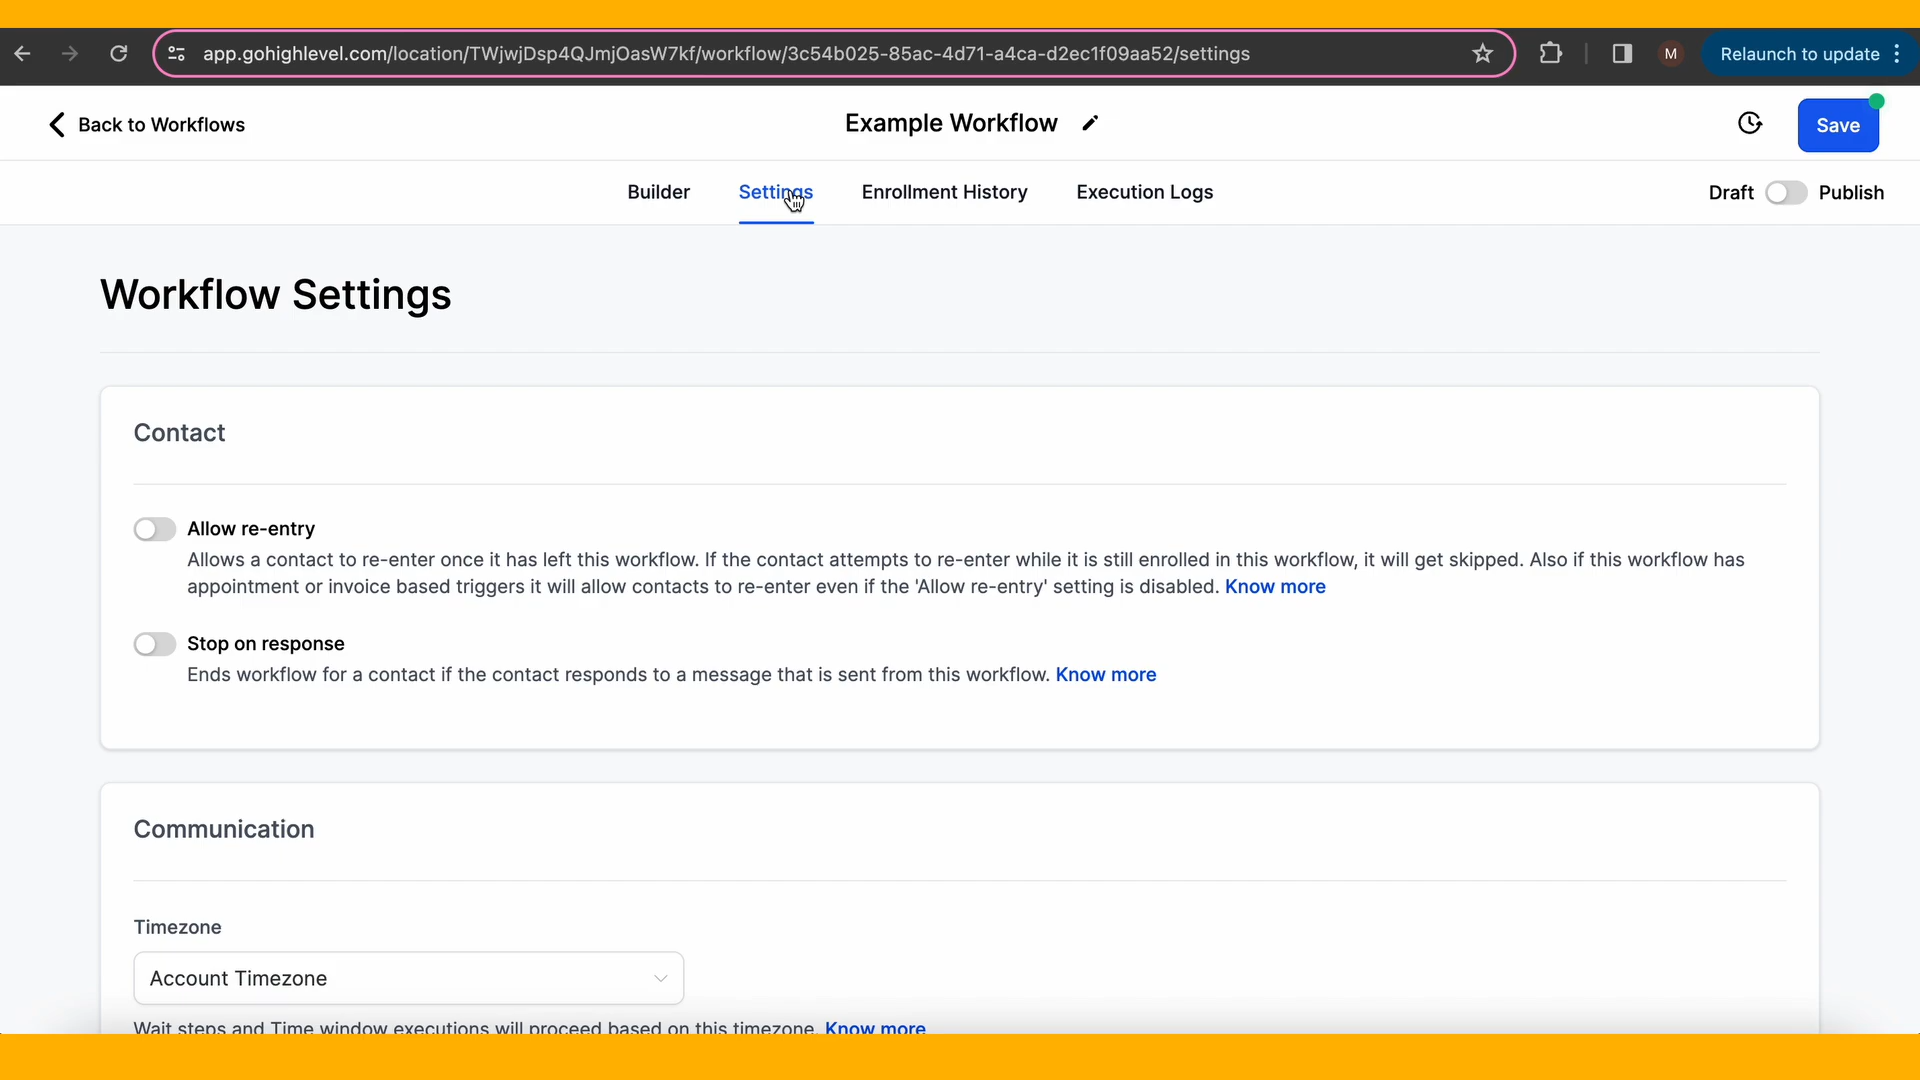 app.gohighlevel.com/location/TWjwjDsp4QJmjOasW7kf/workflow/3c54b025-85ac-4d71-a4ca-d2ec1f09aa52/settings
M
Relaunch to update
Back to Workflows
Example Workflow
Save
Builder
Settings
Enrollment History
Execution Logs
Draft
Publish
Workflow Settings
Contact
Allow re-entry
Allows a contact to re-enter once it has left this workflow. If the contact attempts to re-enter while it is still enrolled in this workflow, it will get skipped. Also if this workflow has
appointment or invoice based triggers it will allow contacts to re-enter even if the 'Allow re-entry' setting is disabled. Know more
Stop on response
Ends workflow for a contact if the contact responds to a message that is sent from this workflow. Know more
Communication
Timezone
Account Timezone
Wait steps and Time window executions will proceed based on this timezone. Know more